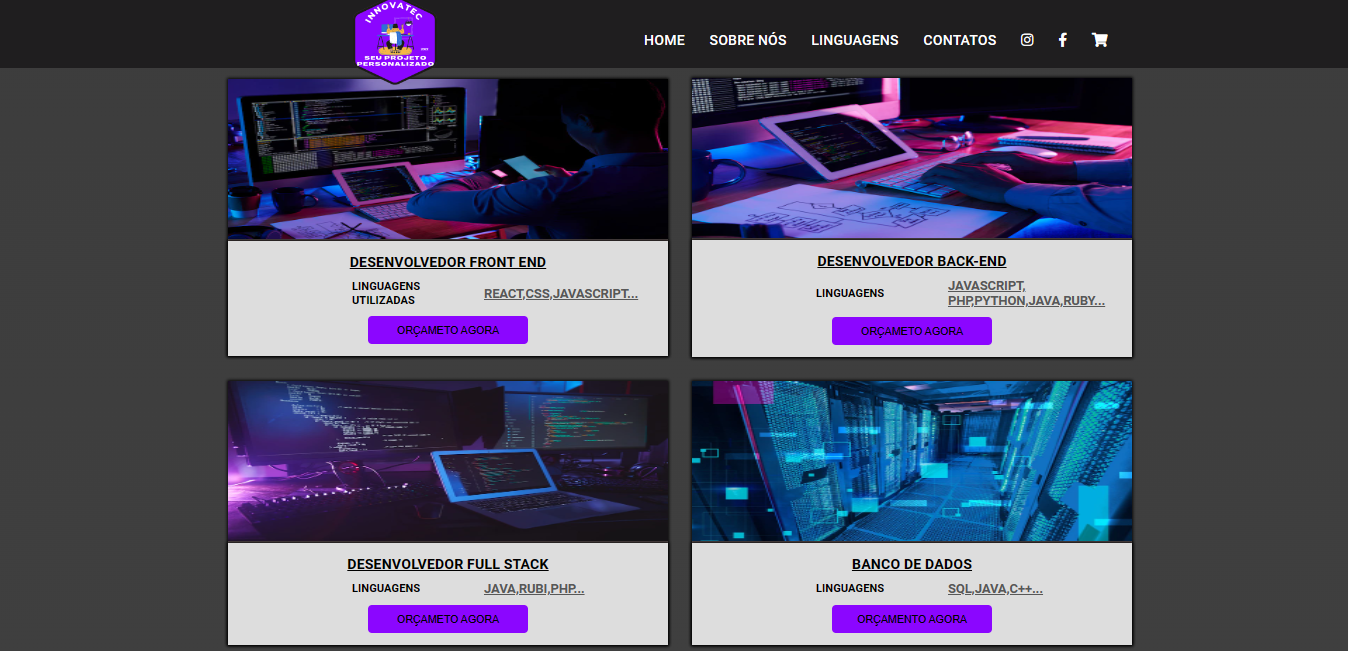 INNOVATEC
SEU PROJETO
PERSONALIZADO
HOME SOBRE NÓS LINGUAGENS CONTATOS
DESENVOLVEDOR FRONT END
LINGUAGENS
UTILIZADAS
REACT,CSS,JAVASCRIPT...
ORÇAMETO AGORA
DESENVOLVEDOR BACK-END
LINGUAGENS
JAVASCRIPT,
PHP,PYTHON,JAVA,RUBY...
ORÇAMETO AGORA
DESENVOLVEDOR FULL STACK
LINGUAGENS
JAVA,RUBI,PHP...
ORÇAMETO AGORA
BANCO DE DADOS
LINGUAGENS
SQL,JAVA,C++...
ORÇAMENTO AGORA